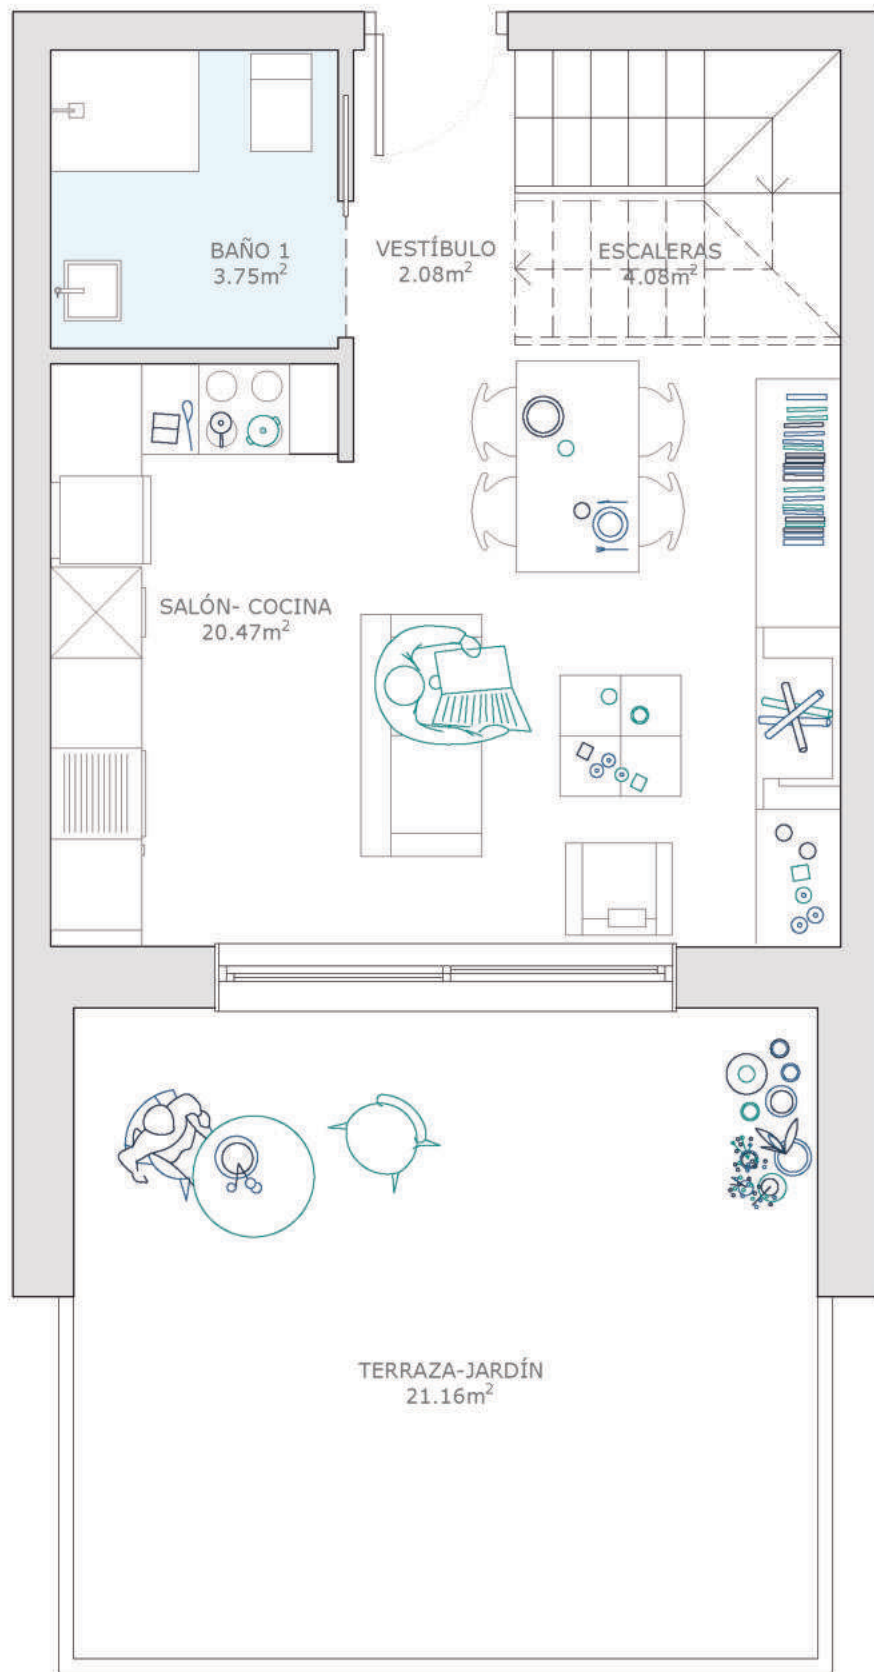 BAÑO 1
3.75m²
VESTÍBULO
2.08m²
ESCALERAS
4.08m²
SALÓN- COCINA
20.47m²
TERRAZA-JARDÍN
21.16m²